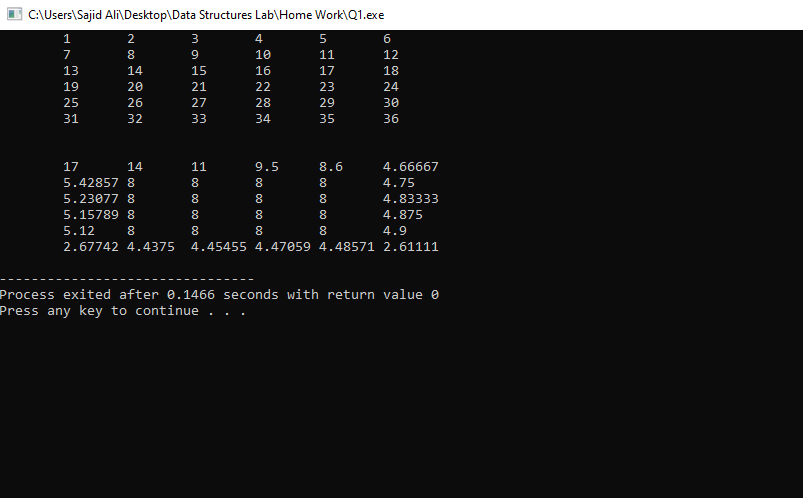 C:\Users\Sajid Ali\Desktop\Data Structures Lab\Home Work\Q1.exe
1 2 3 4 5 6
7 8 9 10 11 12
13 14 15 16 17 18
19 20 21 22 23 24
25 26 27 28 29 30
31 32 33 34 35 36
17 14 11 9.5 8.6 4.66667
5.42857 8 8 8 8 4.75
5.23077 8 8 8 8 4.83333
5.15789 8 8 8 8 4.875
5.12 8 8 8 8 4.9
2.67742 4.4375 4.45455 4.47059 4.48571 2.61111
--------------------------------
Process exited after 0.1466 seconds with return value 0
Press any key to continue . . .